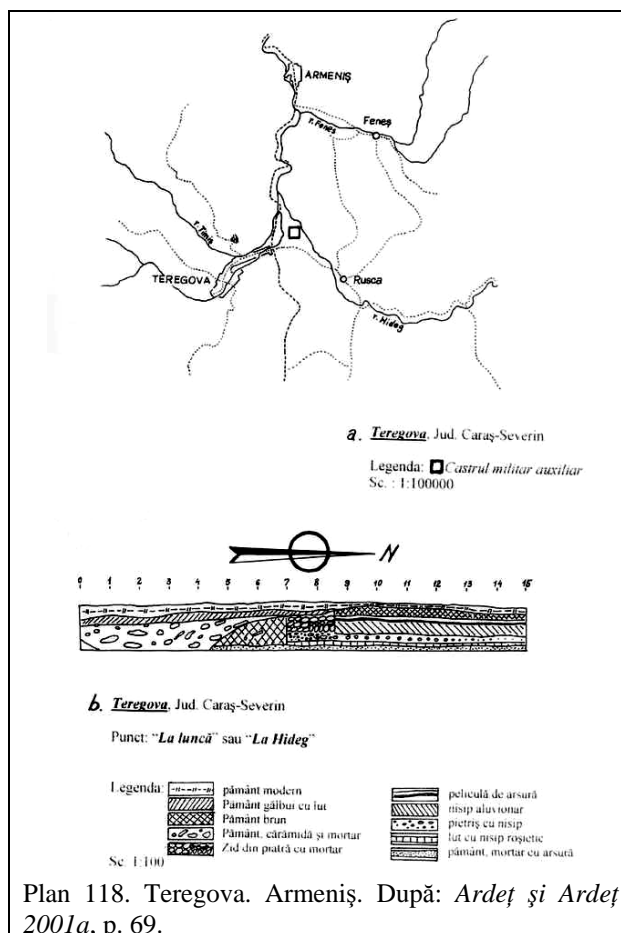 ARMENIŞ
Feneş
r. Feneş
r. Timiş
TEREGOVA
Rusca
r. Hideg
a. Teregova, Jud. Caraş-Severin
Legenda: Castrul militar auxiliar
Sc. : 1:100000
N
0 1 2 3 4 5 6 7 8 9 10 11 12 13 14 15
b. Teregova, Jud. Caraş-Severin
Punct: "La luncă" sau "La Hideg"
Legenda:
pământ modern
Pământ gălbui cu lut
Pământ brun
Pământ, cărămidă şi mortar
Zid din piatră cu mortar
Sc. 1:100
peliculă de arsură
nisip aluvionar
pietriş cu nisip
lut cu nisip roşietic
pământ, mortar cu arsură
Plan 118. Teregova. Armeniş. După: Ardeţ şi Ardeţ
2001a, p. 69.